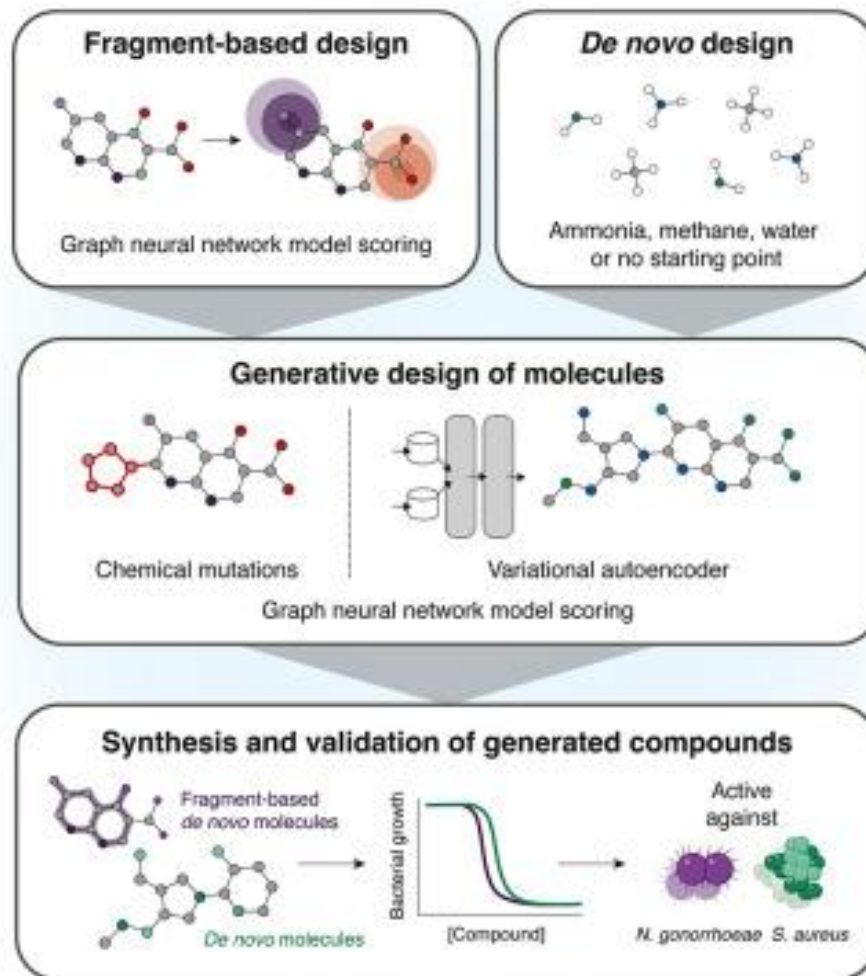 Fragment-based design
Graph neural network model scoring
De novo design
Ammonia, methane, water
or no starting point
Generative design of molecules
Chemical mutations
Variational autoencoder
Graph neural network model scoring
Synthesis and validation of generated compounds
Fragment-based
de novo molecules
De novo molecules
Bacterial growth
[Compound]
Active
against
N. gonorrhoeae S. aureus